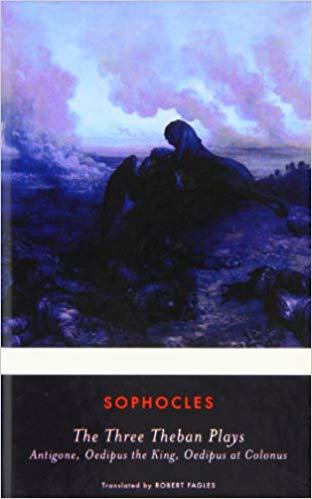 SOPHOCLES
The Three Theban Plays
Antigone, Oedipus the King, Oedipus at Colonus
Translated by ROBERT FAGLES